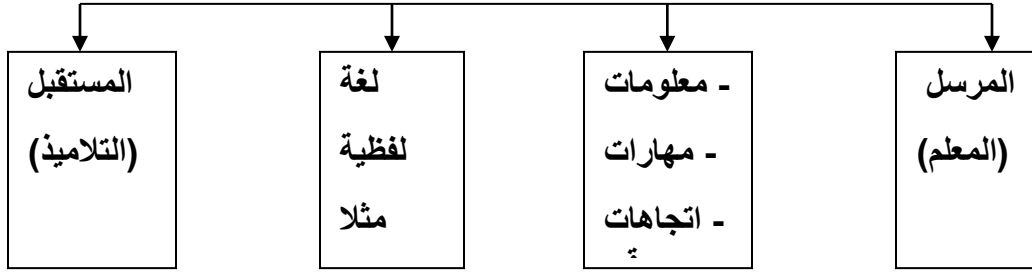 المرسل
(المعلم)
- معلومات
- مهارات
- اتجاهات
لغة
لفظية
مثلا
المستقبل
(التلاميذ)